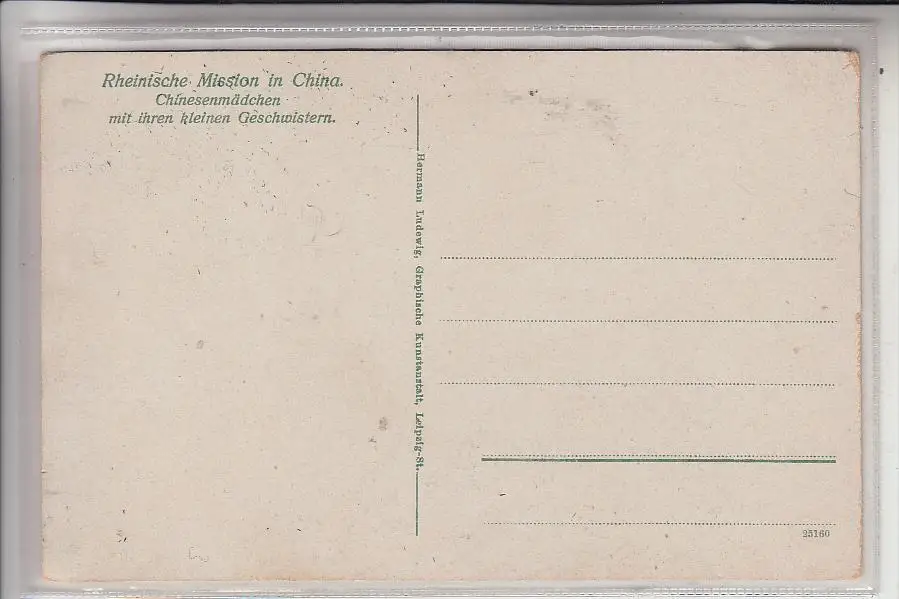 Rheinische Mission in China.
Chinesenmädchen
mit ihren kleinen Geschwistern.
Hermann Ludewig, Graphische Kunstanstalt, Leipzig-St.
25160